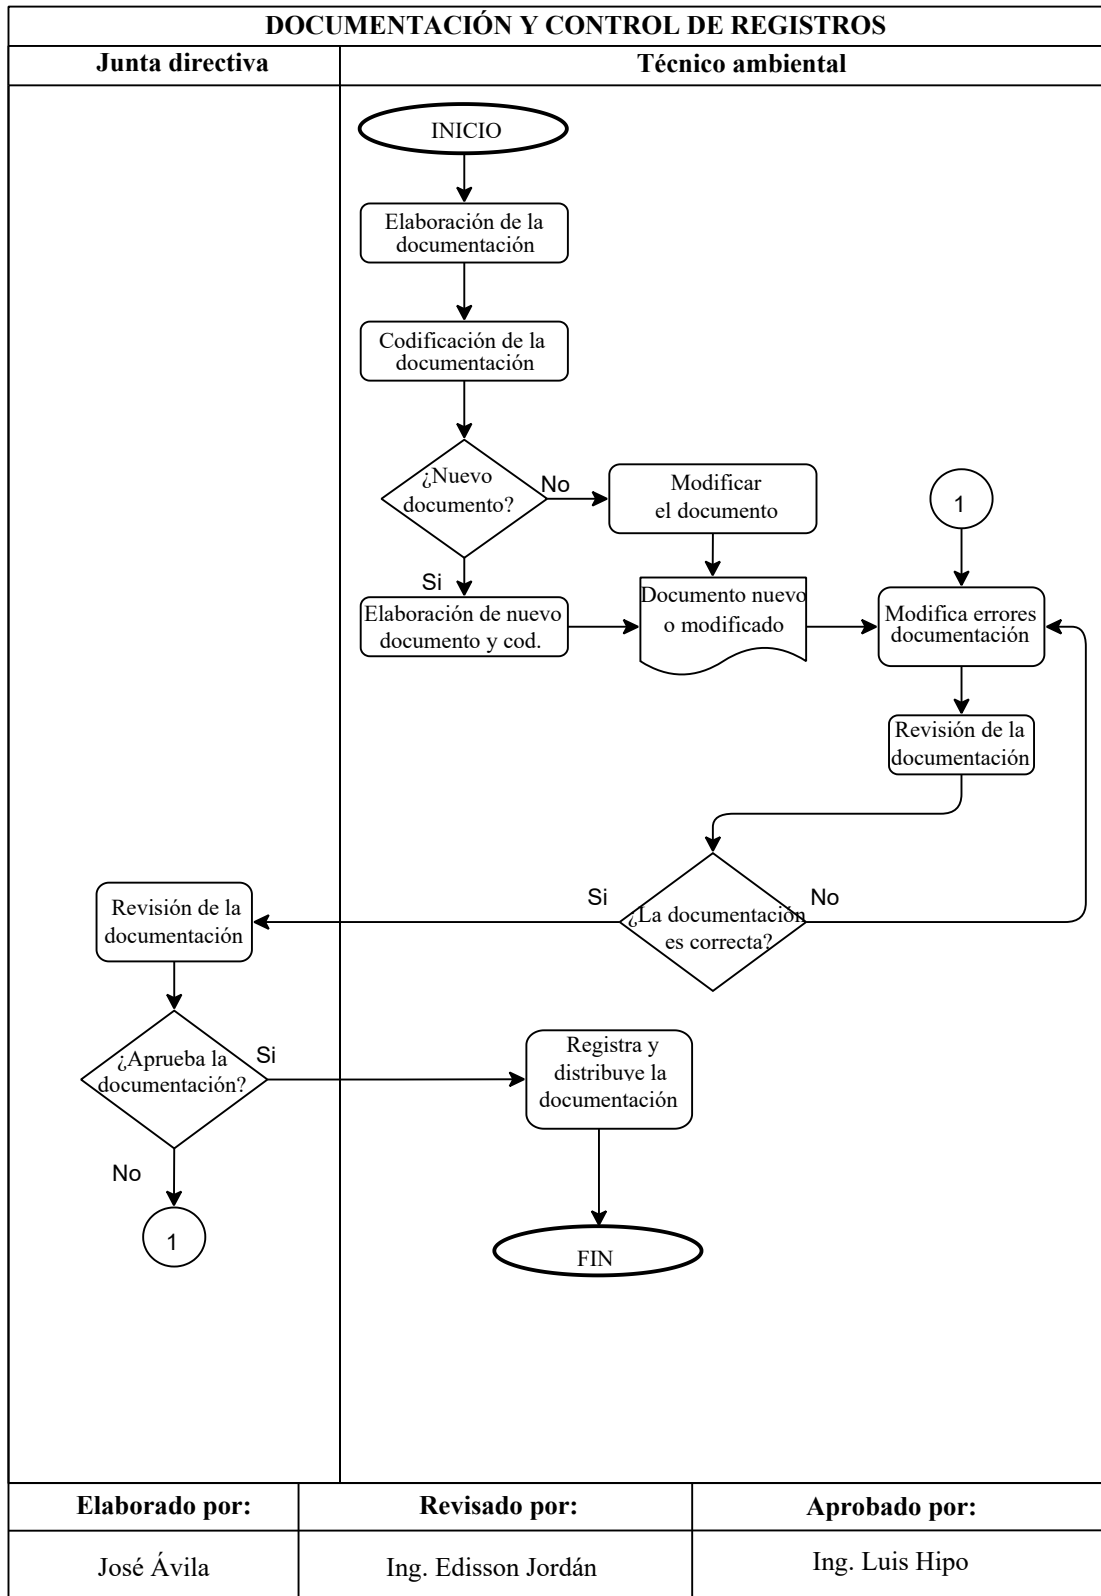 DOCUMENTACIÓN Y CONTROL DE REGISTROS
Junta directiva
Técnico ambiental
INICIO
Elaboración de la
documentación
Codificación de la
documentación
¿Nuevo
documento?
No
Modificar
el documento
1
Si
Elaboración de nuevo
documento y cod.
Documento nuevo
o modificado
Modifica errores
documentación
Revisión de la
documentación
¿La documentación
es correcta?
Si
No
Revisión de la
documentación
¿Aprueba la
documentación?
Si
Registra y
distribuye la
documentación
No
1
FIN
Elaborado por:
Revisado por:
Aprobado por:
José Ávila
Ing. Edisson Jordán
Ing. Luis Hipo